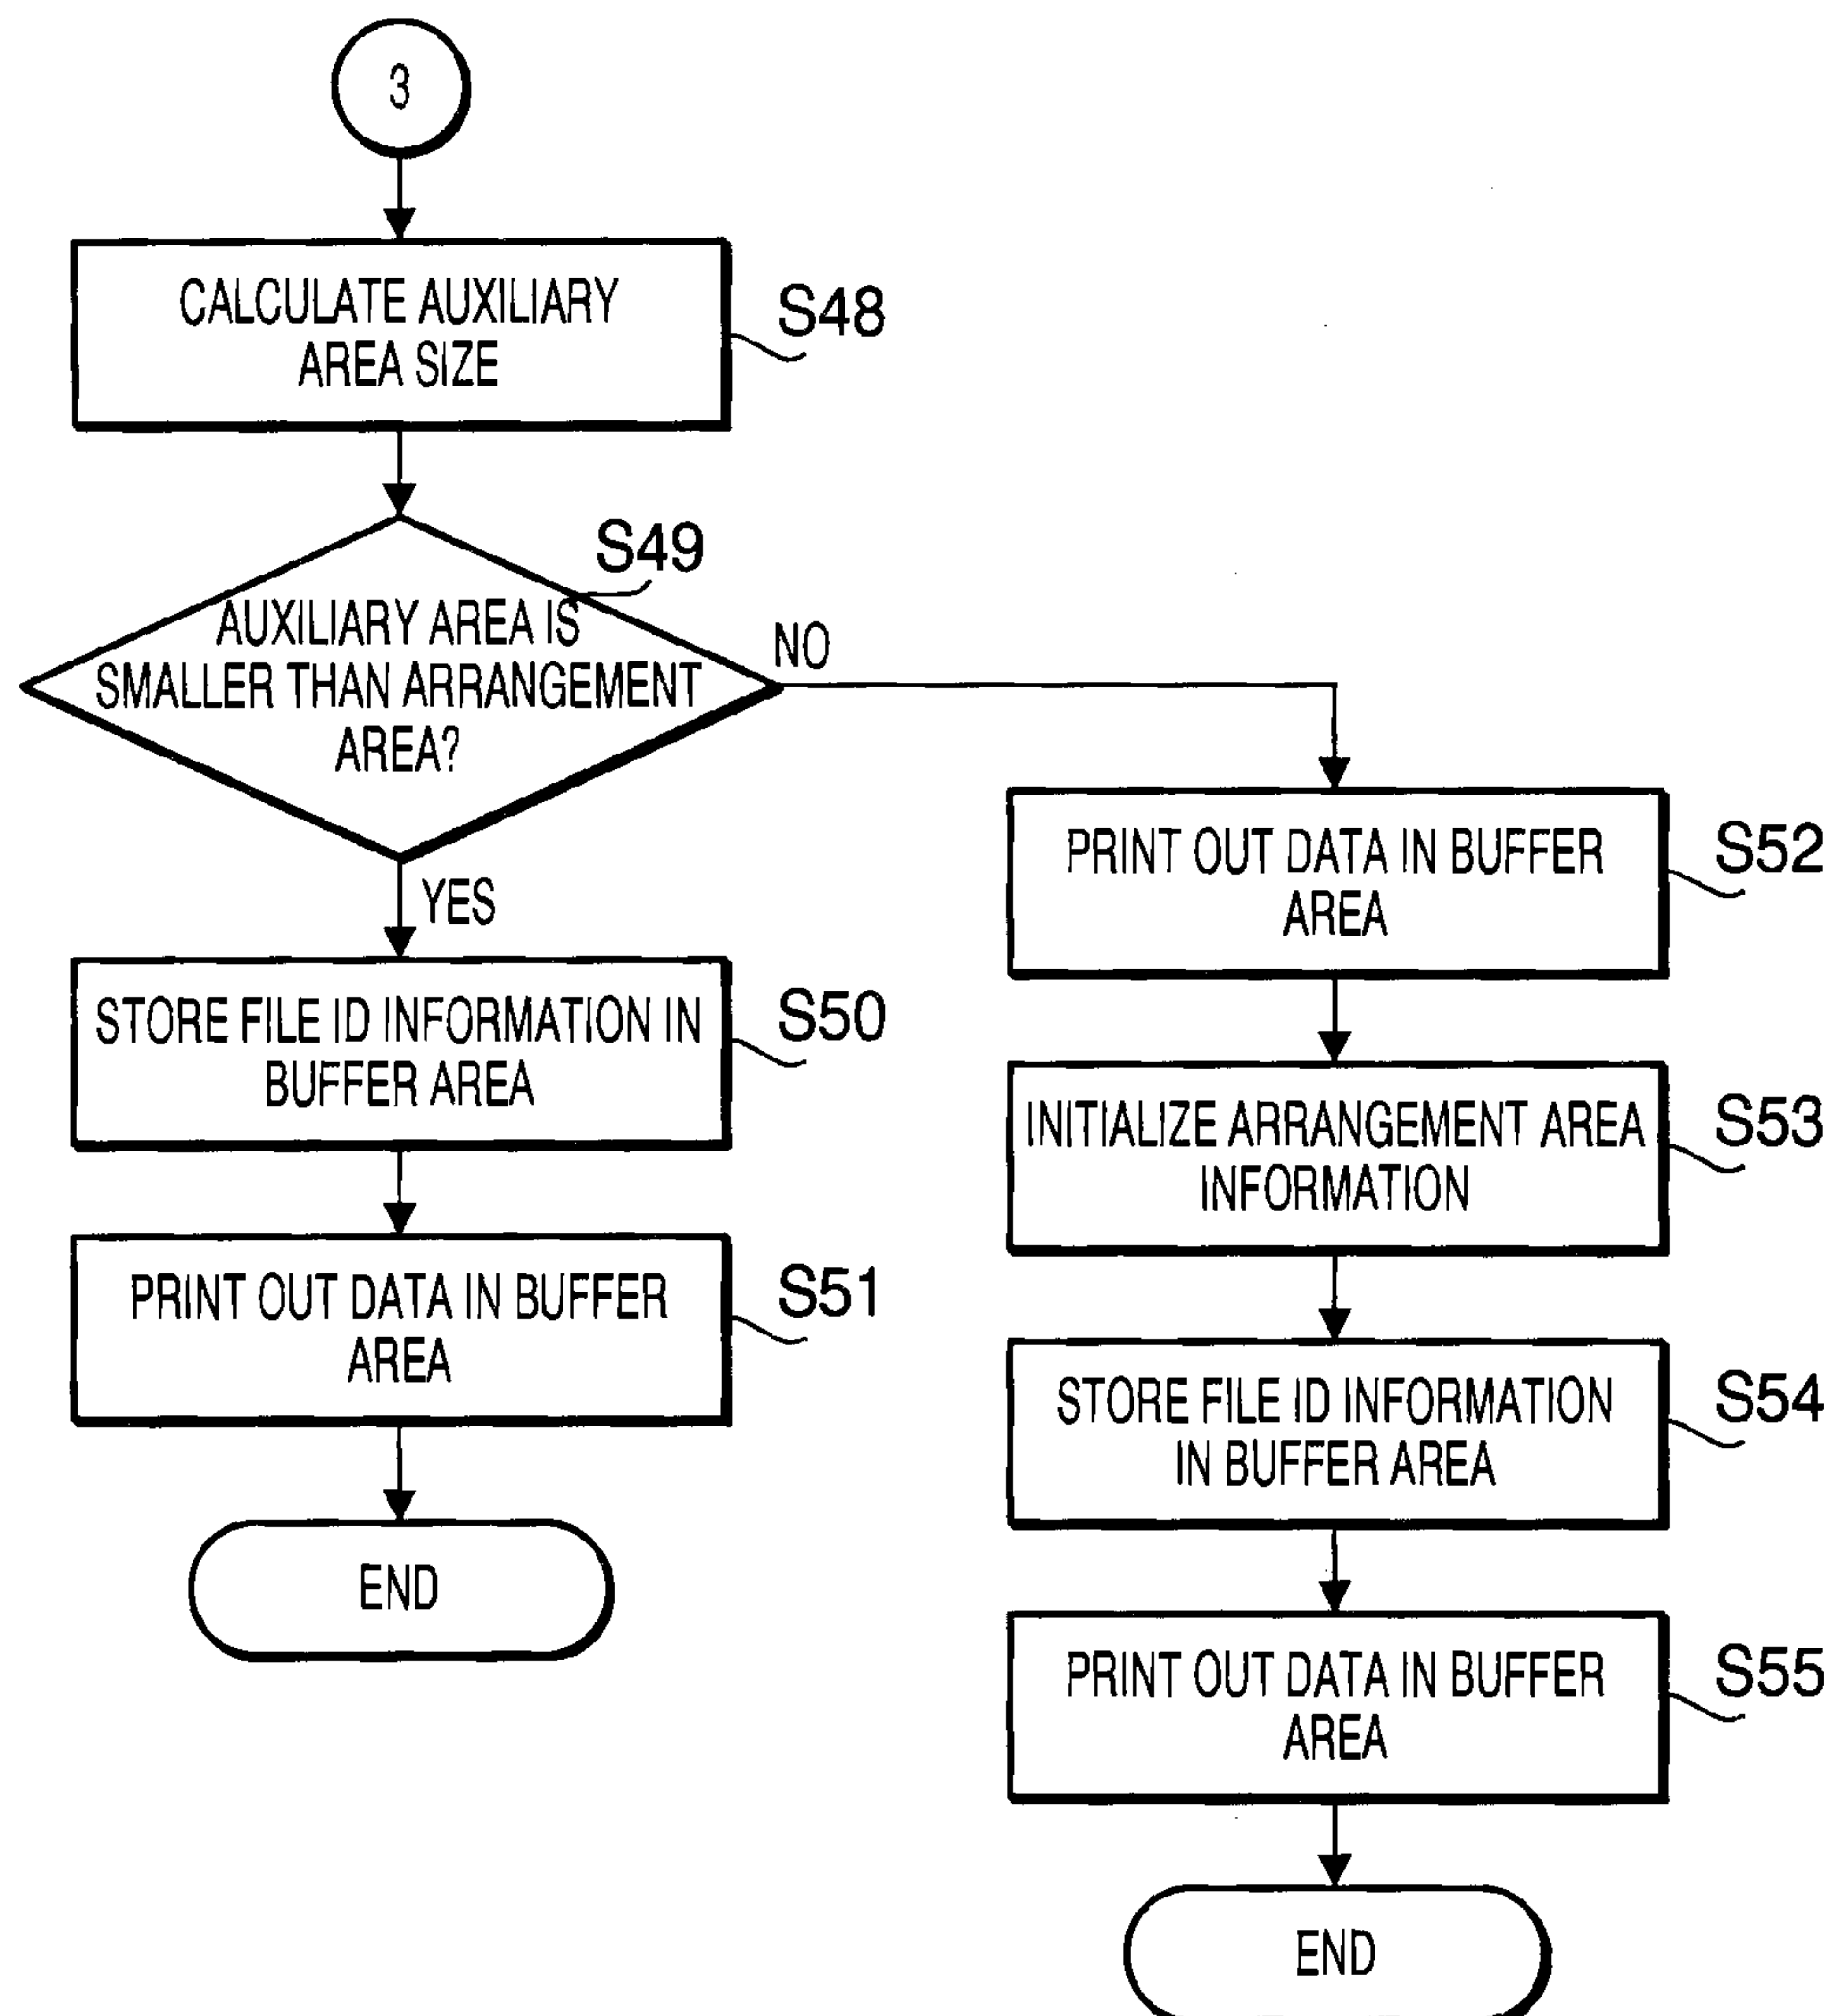 3
CALCULATE AUXILIARY
AREA SIZE
S48
S49
AUXILIARY AREA IS
SMALLER THAN ARRANGEMENT
AREA?
NO
YES
STORE FILE ID INFORMATION IN
BUFFER AREA
S50
PRINT OUT DATA IN BUFFER
AREA
S51
END
PRINT OUT DATA IN BUFFER
AREA
S52
INITIALIZE ARRANGEMENT AREA
INFORMATION
S53
STORE FILE ID INFORMATION
IN BUFFER AREA
S54
PRINT OUT DATA IN BUFFER
AREA
S55
END